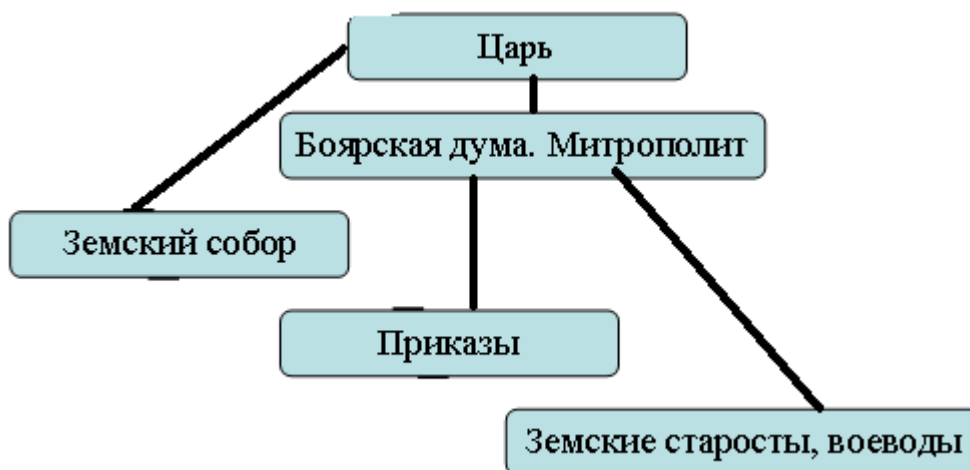 Царь
Боярская дума. Митрополит
Земский собор
Приказы
Земские старосты, воеводы